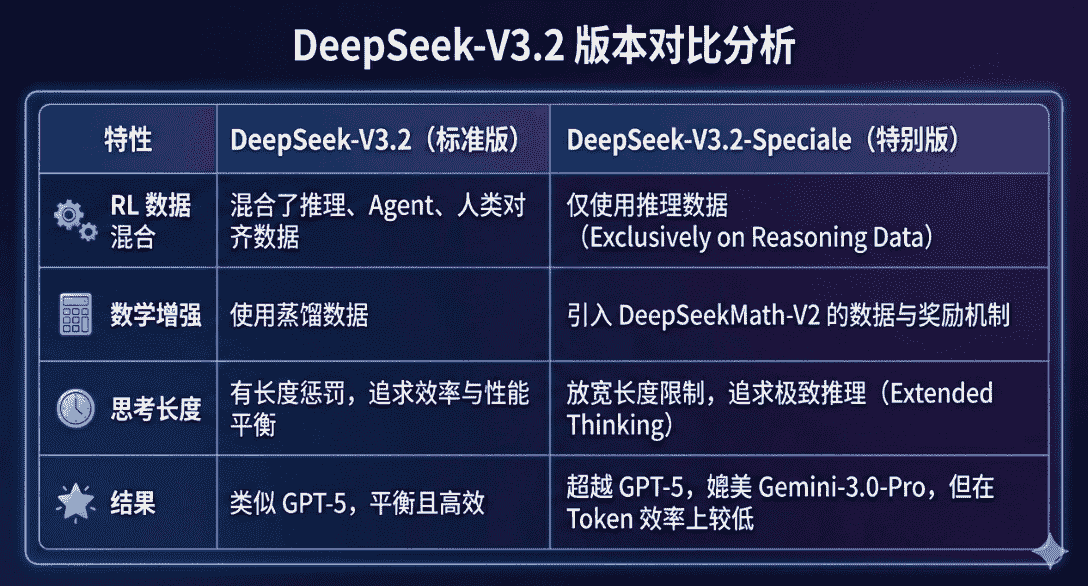 DeepSeek-V3.2 版本对比分析
特性
DeepSeek-V3.2（标准版）
DeepSeek-V3.2-Speciale（特别版）
RL 数据
混合
混合了推理、Agent、人类对
齐数据
仅使用推理数据
（Exclusively on Reasoning Data）
数学增强
使用蒸馏数据
引入 DeepSeekMath-V2 的数据与奖励机制
思考长度
有长度惩罚，追求效率与性能
平衡
放宽长度限制，追求极致推理（Extended
Thinking）
结果
类似 GPT-5，平衡且高效
超越 GPT-5，媲美 Gemini-3.0-Pro，但在
Token 效率上较低